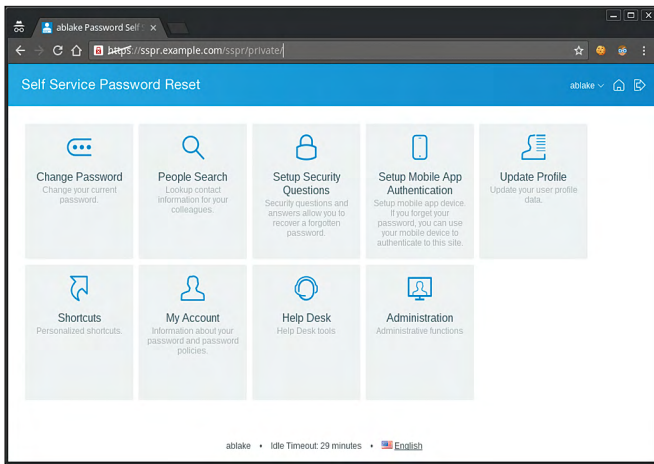 ablake Password Self S
https://sspr.example.com/sspr/private/
Self Service Password Reset
ablake
Change Password
Change your current
password.
People Search
Lookup contact
information for your
colleagues.
Setup Security
Questions
Security questions and
answers allow you to
recover a forgotten
password.
Setup Mobile App
Authentication
Setup mobile app device.
If you forget your
password, you can use
your mobile device to
authenticate to this site.
Update Profile
Update your user profile
data.
Shortcuts
Personalized shortcuts.
My Account
Information about your
password and password
policies.
Help Desk
Help Desk tools
Administration
Administrative functions
ablake • Idle Timeout: 29 minutes • English